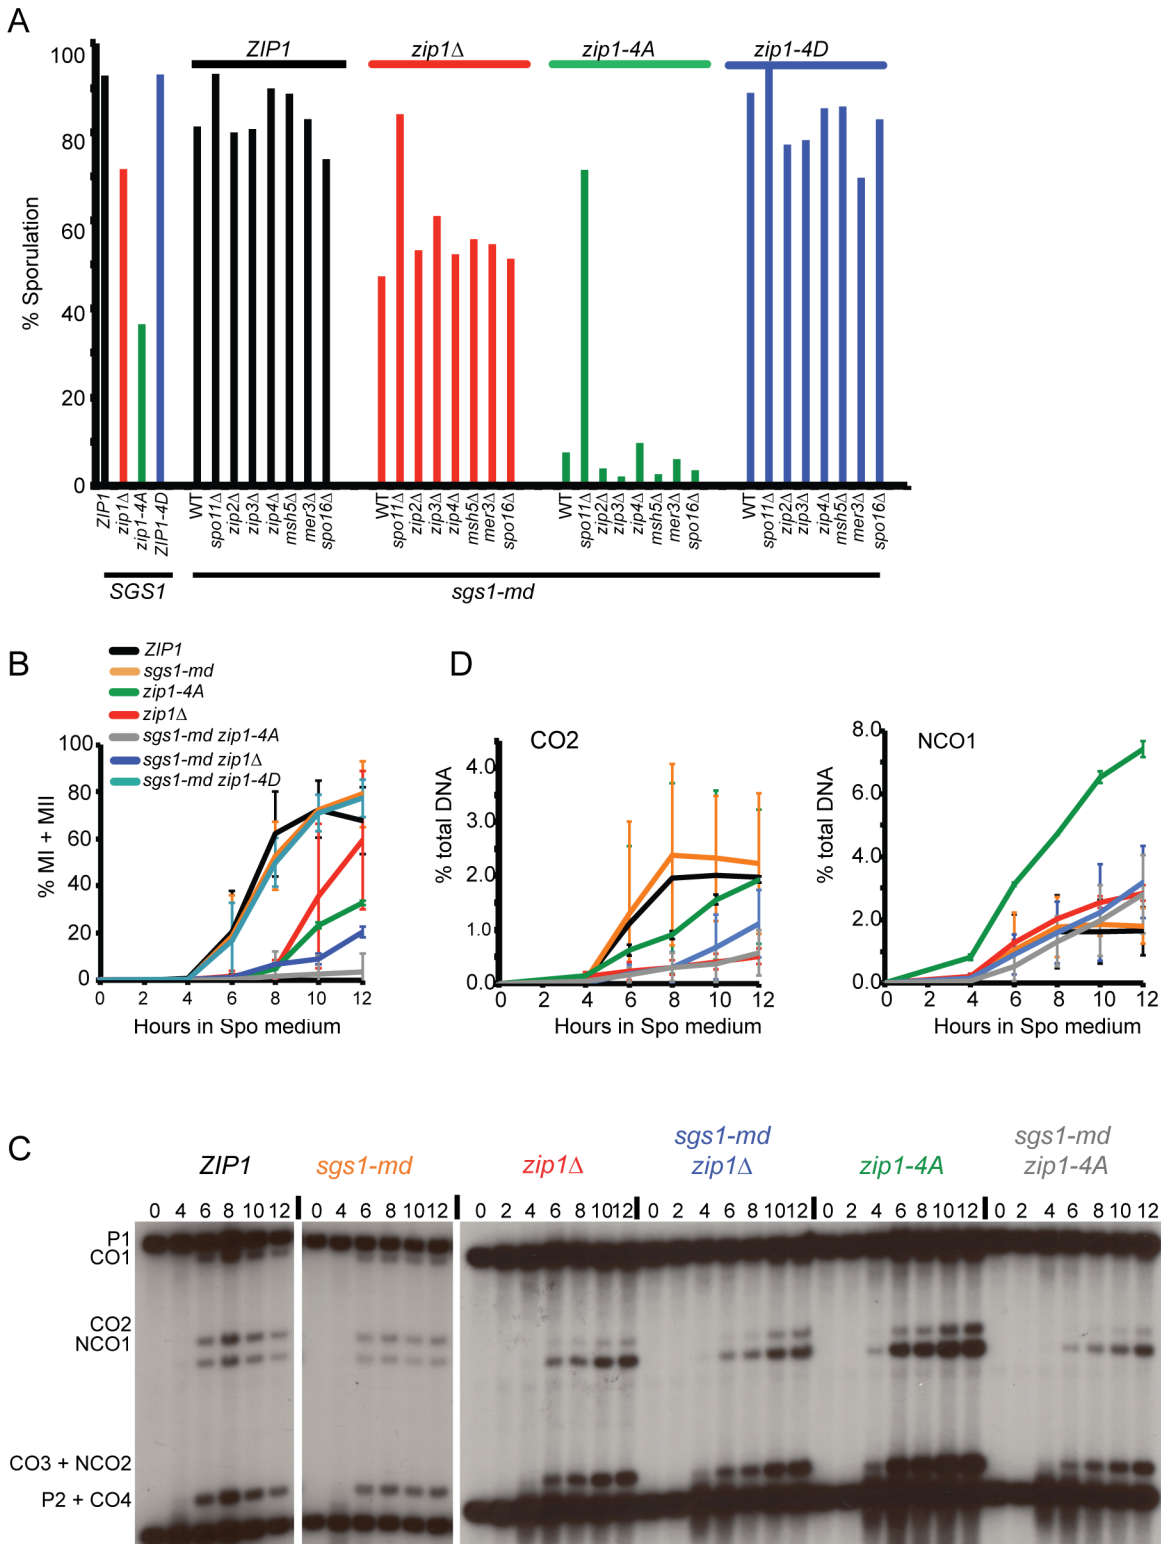 A
ZIP1 zip1Δ zip1-4A zip1-4D
% Sporulation
100
80
60
40
20
0
ZIP1 zip1Δ zip1-4A ZIP1-4D WT spo11Δ zip2Δ zip3Δ zip4Δ msh5Δ mer3Δ spo16Δ WT spo11Δ zip2Δ zip3Δ zip4Δ msh5Δ mer3Δ spo16Δ WT spo11Δ zip2Δ zip3Δ zip4Δ msh5Δ mer3Δ spo16Δ WT spo11Δ zip2Δ zip3Δ zip4Δ msh5Δ mer3Δ spo16Δ
SGS1 sgs1-md
B
ZIP1
sgs1-md
zip1-4A
zip1Δ
sgs1-md zip1-4A
sgs1-md zip1Δ
sgs1-md zip1-4D
% MI + MII
100
80
60
40
20
0
0 2 4 6 8 10 12
Hours in Spo medium
D
CO2
% total DNA
4.0
3.0
2.0
1.0
0.0
0 2 4 6 8 10 12
Hours in Spo medium
NCO1
% total DNA
8.0
6.0
4.0
2.0
0.0
0 2 4 6 8 10 12
Hours in Spo medium
C
ZIP1 sgs1-md zip1Δ sgs1-md zip1Δ zip1-4A sgs1-md zip1-4A
0 4 6 8 10 12 0 4 6 8 10 12 0 2 4 6 8 10 12 0 2 4 6 8 10 12 0 2 4 6 8 10 12 0 2 4 6 8 10 12
P1
CO1
CO2
NCO1
CO3 + NCO2
P2 + CO4